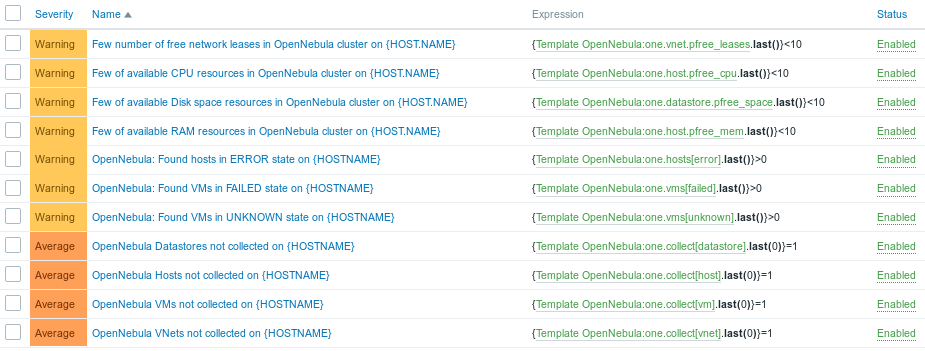 Severity Name ▲ Expression Status
Warning Few number of free network leases in OpenNebula cluster on {HOST.NAME} {Template OpenNebula:one.vnet.pfree_leases.last()}<10 Enabled
Warning Few of available CPU resources in OpenNebula cluster on {HOST.NAME} {Template OpenNebula:one.host.pfree_cpu.last()}<10 Enabled
Warning Few of available Disk space resources in OpenNebula cluster on {HOST.NAME} {Template OpenNebula:one.datastore.pfree_space.last()}<10 Enabled
Warning Few of available RAM resources in OpenNebula cluster on {HOST.NAME} {Template OpenNebula:one.host.pfree_mem.last()}<10 Enabled
Warning OpenNebula: Found hosts in ERROR state on {HOSTNAME} {Template OpenNebula:one.hosts[error].last()}>0 Enabled
Warning OpenNebula: Found VMs in FAILED state on {HOSTNAME} {Template OpenNebula:one.vms[failed].last()}>0 Enabled
Warning OpenNebula: Found VMs in UNKNOWN state on {HOSTNAME} {Template OpenNebula:one.vms[unknown].last()}>0 Enabled
Average OpenNebula Datastores not collected on {HOSTNAME} {Template OpenNebula:one.collect[datastore].last(0)}=1 Enabled
Average OpenNebula Hosts not collected on {HOSTNAME} {Template OpenNebula:one.collect[host].last(0)}=1 Enabled
Average OpenNebula VMs not collected on {HOSTNAME} {Template OpenNebula:one.collect[vm].last(0)}=1 Enabled
Average OpenNebula VNets not collected on {HOSTNAME} {Template OpenNebula:one.collect[vnet].last(0)}=1 Enabled